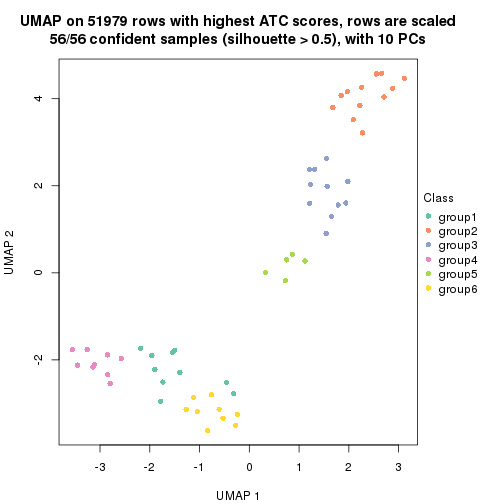 UMAP on 51979 rows with highest ATC scores, rows are scaled
56/56 confident samples (silhouette > 0.5), with 10 PCs
4
2
0
-2
UMAP 2
-3
-2
-1
0
1
2
3
UMAP 1
Class
group1
group2
group3
group4
group5
group6